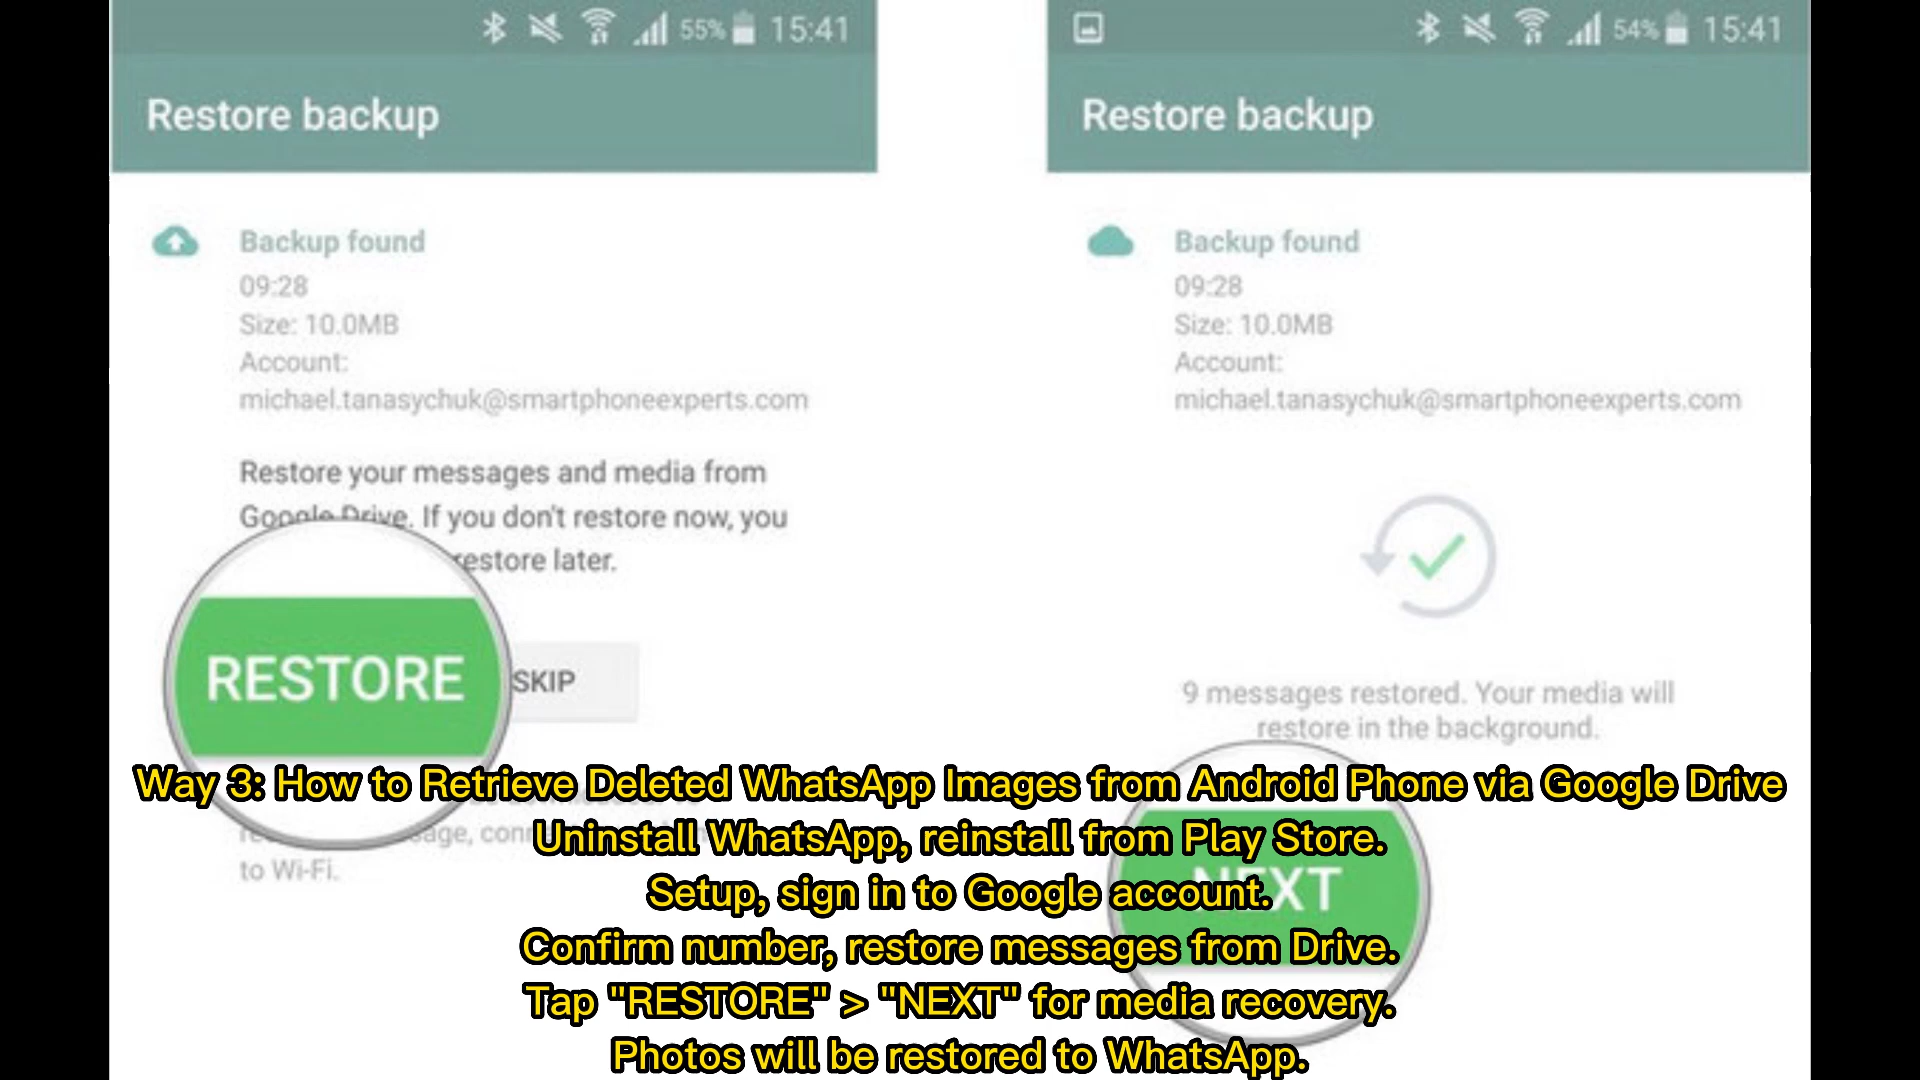 55% 15:41
Restore backup
Backup found
09:28
Size: 10.0MB
Account:
michael.tanasychuk@smartphoneexperts.com
Restore your messages and media from
Google Drive. If you don't restore now, you
restore later.
RESTORE
SKIP
to Wi-Fi.
54% 15:41
Restore backup
Backup found
09:28
Size: 10.0MB
Account:
michael.tanasychuk@smartphoneexperts.com
9 messages restored. Your media will
restore in the background.
NEXT
Way 3: How to Retrieve Deleted WhatsApp Images from Android Phone via Google Drive
Uninstall WhatsApp, reinstall from Play Store.
Setup, sign in to Google account.
Confirm number, restore messages from Drive.
Tap "RESTORE" > "NEXT" for media recovery.
Photos will be restored to WhatsApp.